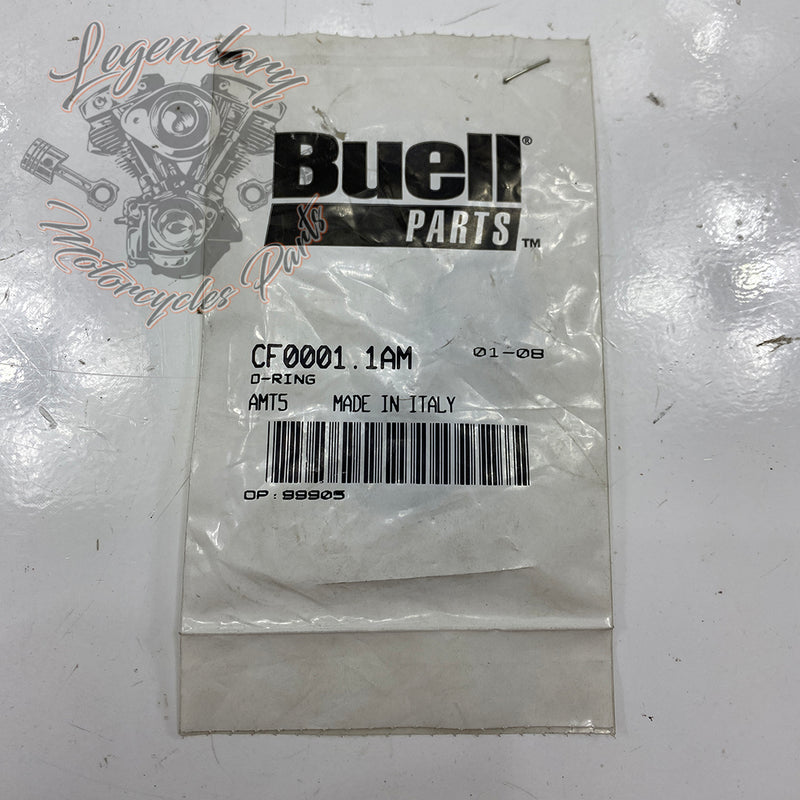 Legendary
Motorcycles Parts
Buell®
PARTS™
CF0001.1AM 01-08
O-RING
AMT5 MADE IN ITALY
OP: 99905